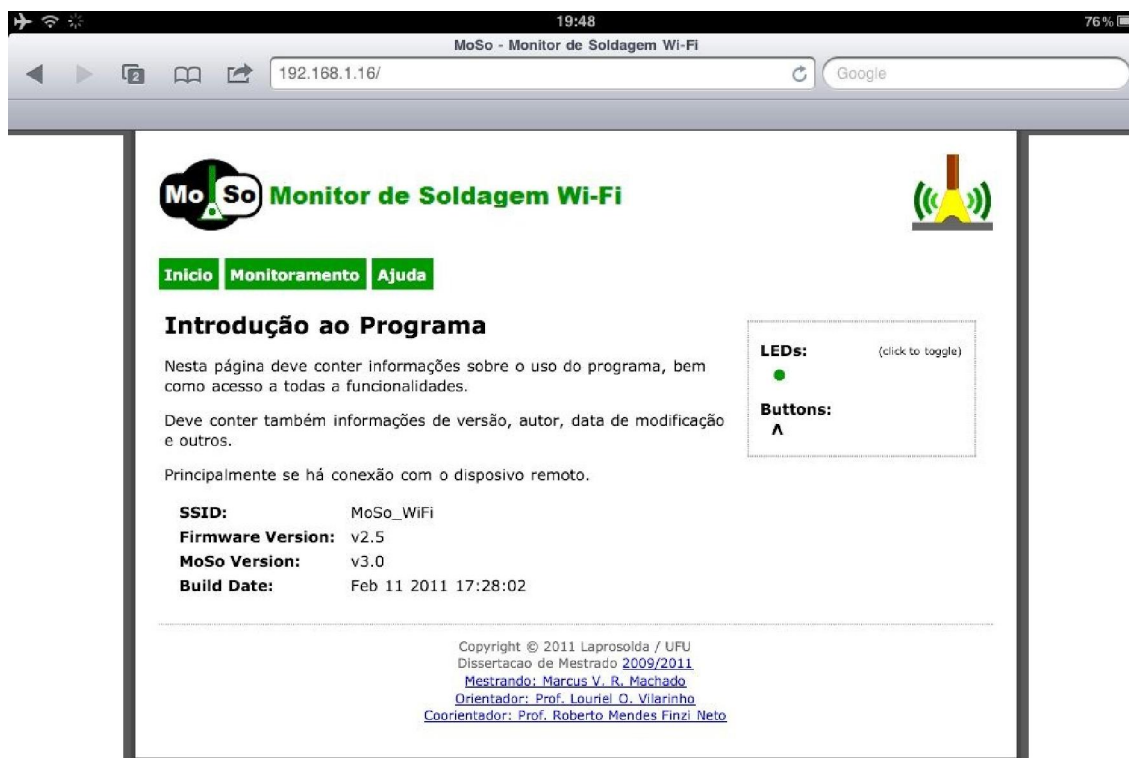 19:48
76%
MoSo - Monitor de Soldagem Wi-Fi
2
192.168.1.16/
Google
Mo So
Monitor de Soldagem Wi-Fi
Inicio Monitoramento Ajuda
Introdução ao Programa
Nesta página deve conter informações sobre o uso do programa, bem
como acesso a todas a funcionalidades.
Deve conter também informações de versão, autor, data de modificação
e outros.
Principalmente se há conexão com o disposivo remoto.
SSID: MoSo_WiFi
Firmware Version: v2.5
MoSo Version: v3.0
Build Date: Feb 11 2011 17:28:02
LEDs: (click to toggle)
Buttons:
Λ
Copyright © 2011 Laprosolda / UFU
Dissertacao de Mestrado 2009/2011
Mestrando: Marcus V. R. Machado
Orientador: Prof. Louriel O. Vilarinho
Coorientador: Prof. Roberto Mendes Finzi Neto